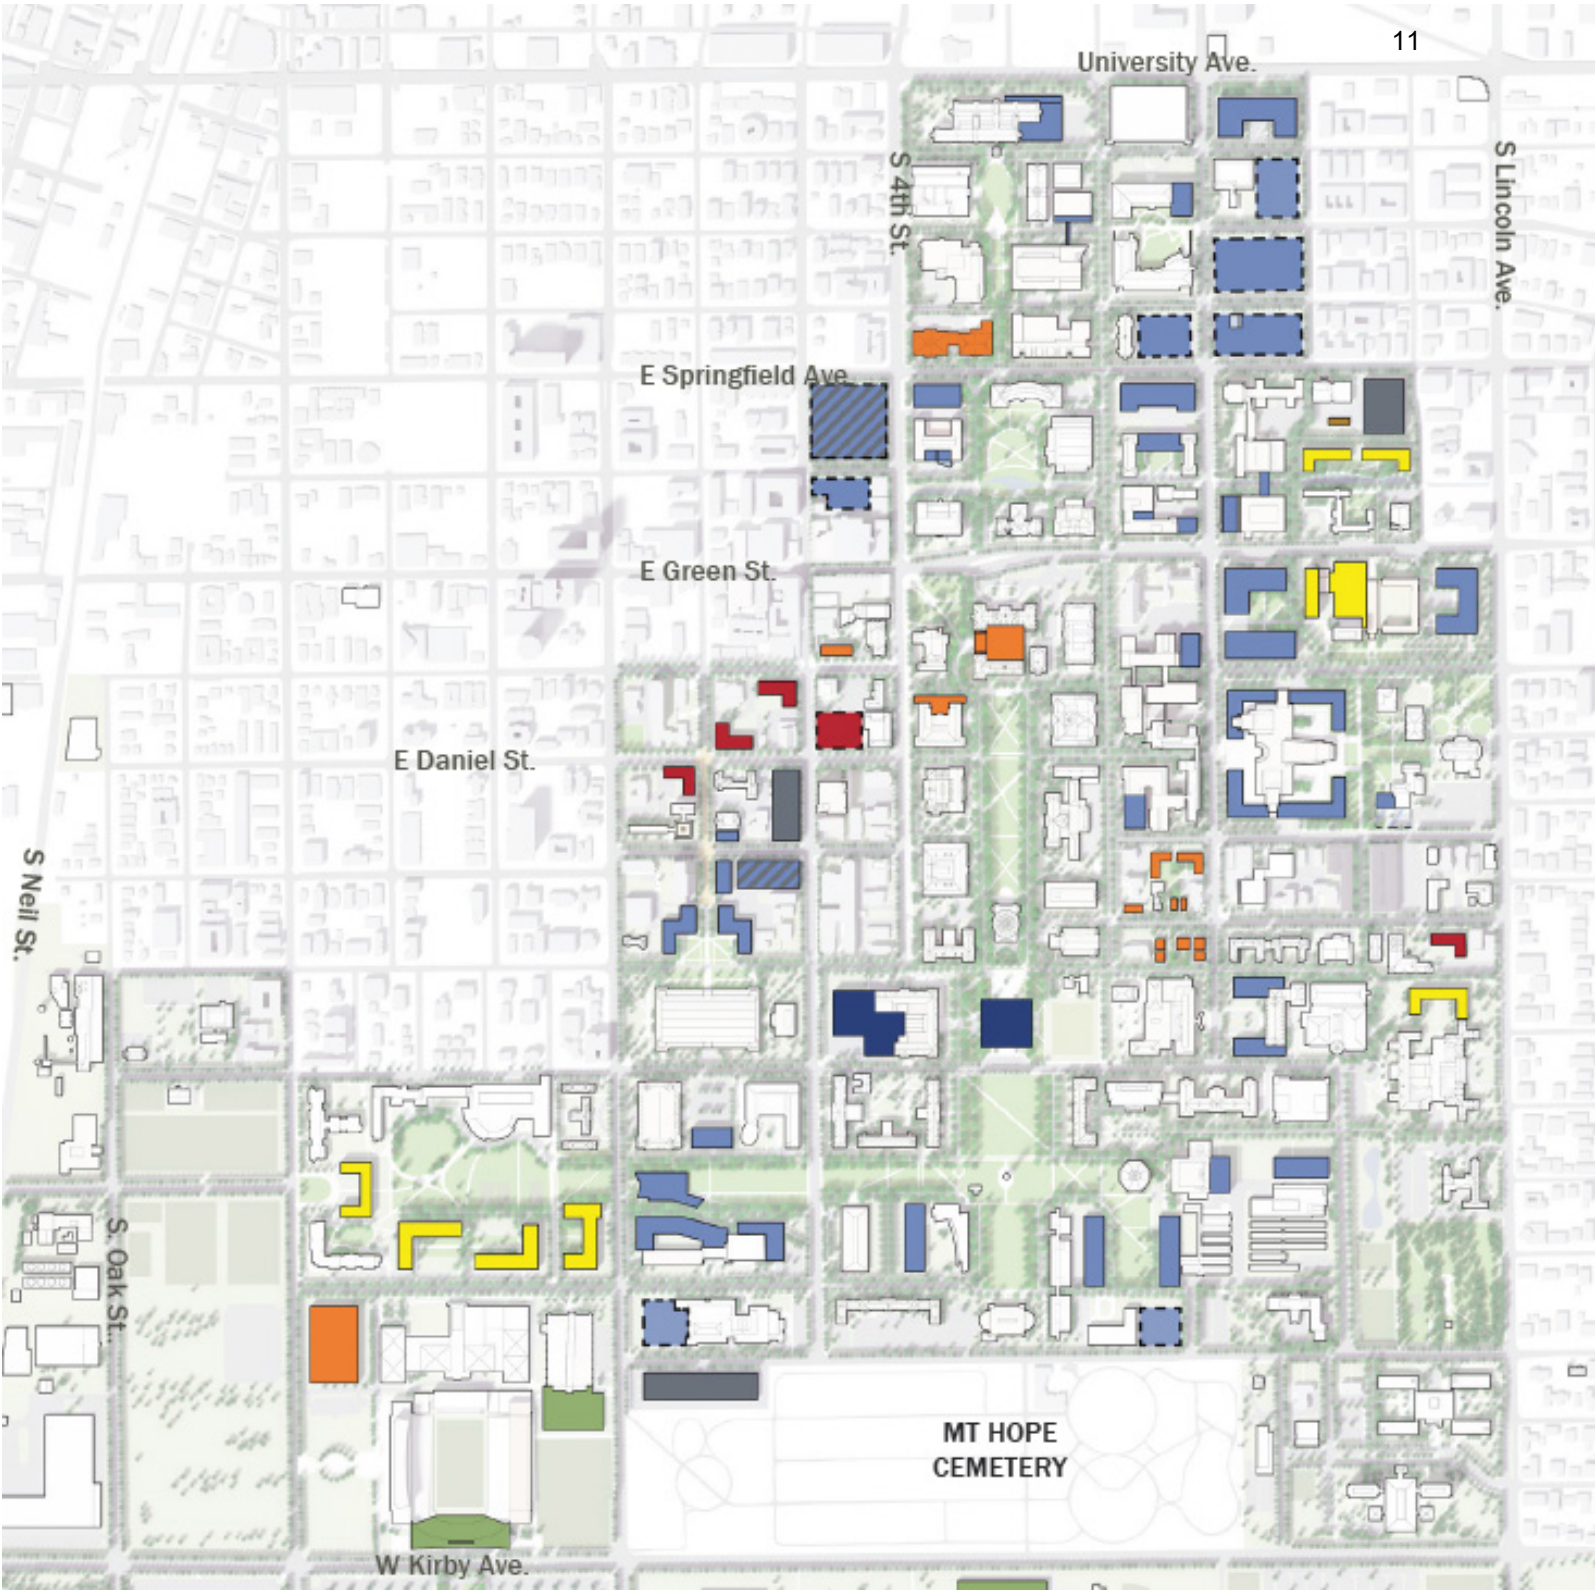 11
University Ave.
S 4th St.
S Lincoln Ave.
E Springfield Ave.
E Green St.
E Daniel St.
S Neil St.
S. Oak St.
MT HOPE
CEMETERY
W Kirby Ave.